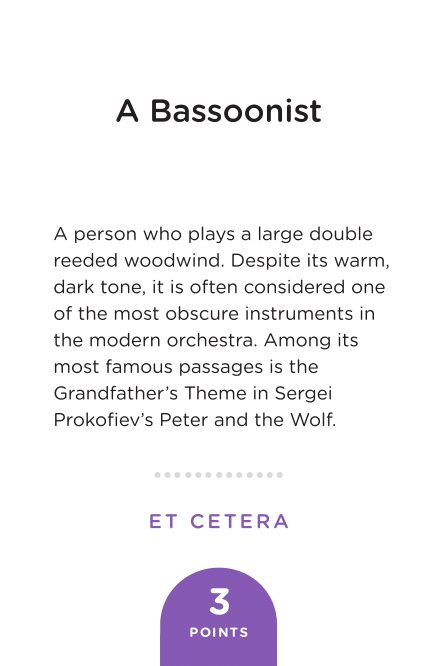 A Bassoonist
A person who plays a large double
reeded woodwind. Despite its warm,
dark tone, it is often considered one
of the most obscure instruments in
the modern orchestra. Among its
most famous passages is the
Grandfather’s Theme in Sergei
Prokofiev’s Peter and the Wolf.
ET CETERA
3
POINTS